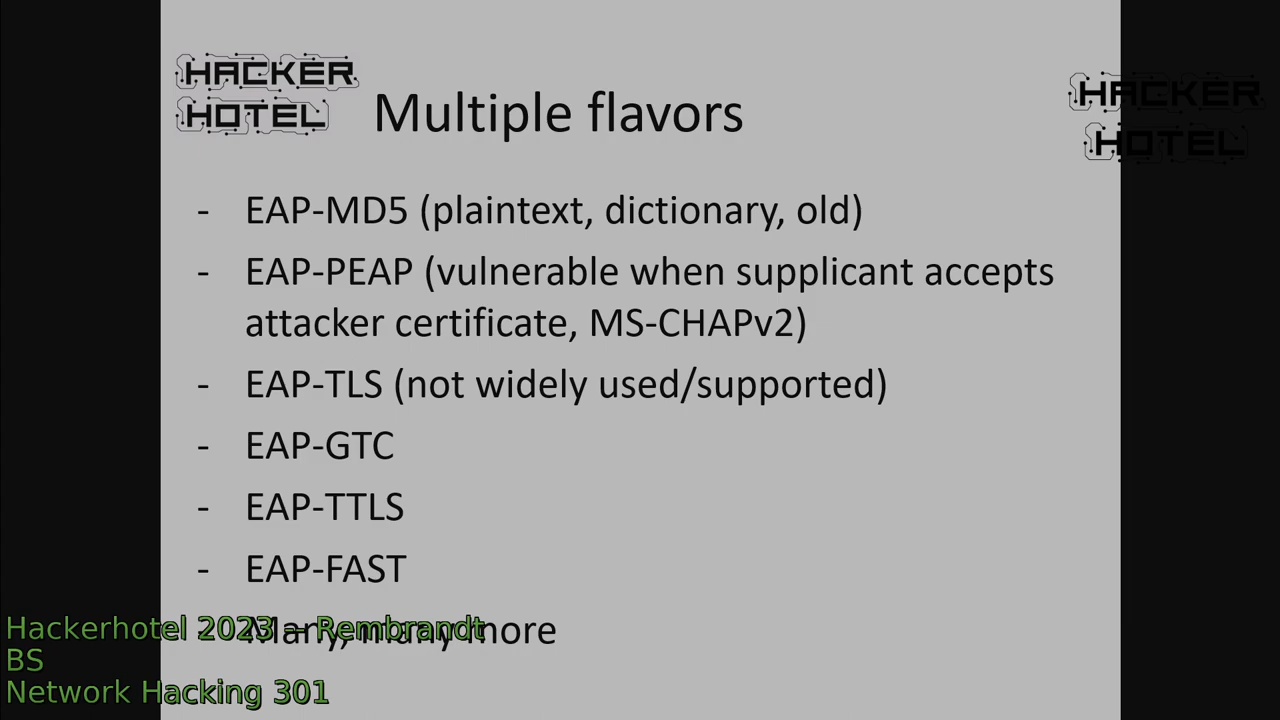 HACKER
HOTEL
Multiple flavors
HACKER
HOTEL
- EAP-MD5 (plaintext, dictionary, old)
- EAP-PEAP (vulnerable when supplicant accepts
attacker certificate, MS-CHAPv2)
- EAP-TLS (not widely used/supported)
- EAP-GTC
- EAP-TTLS
- EAP-FAST
Many, many more
Hackerhotel 2023 – Rembrandt
BS
Network Hacking 301